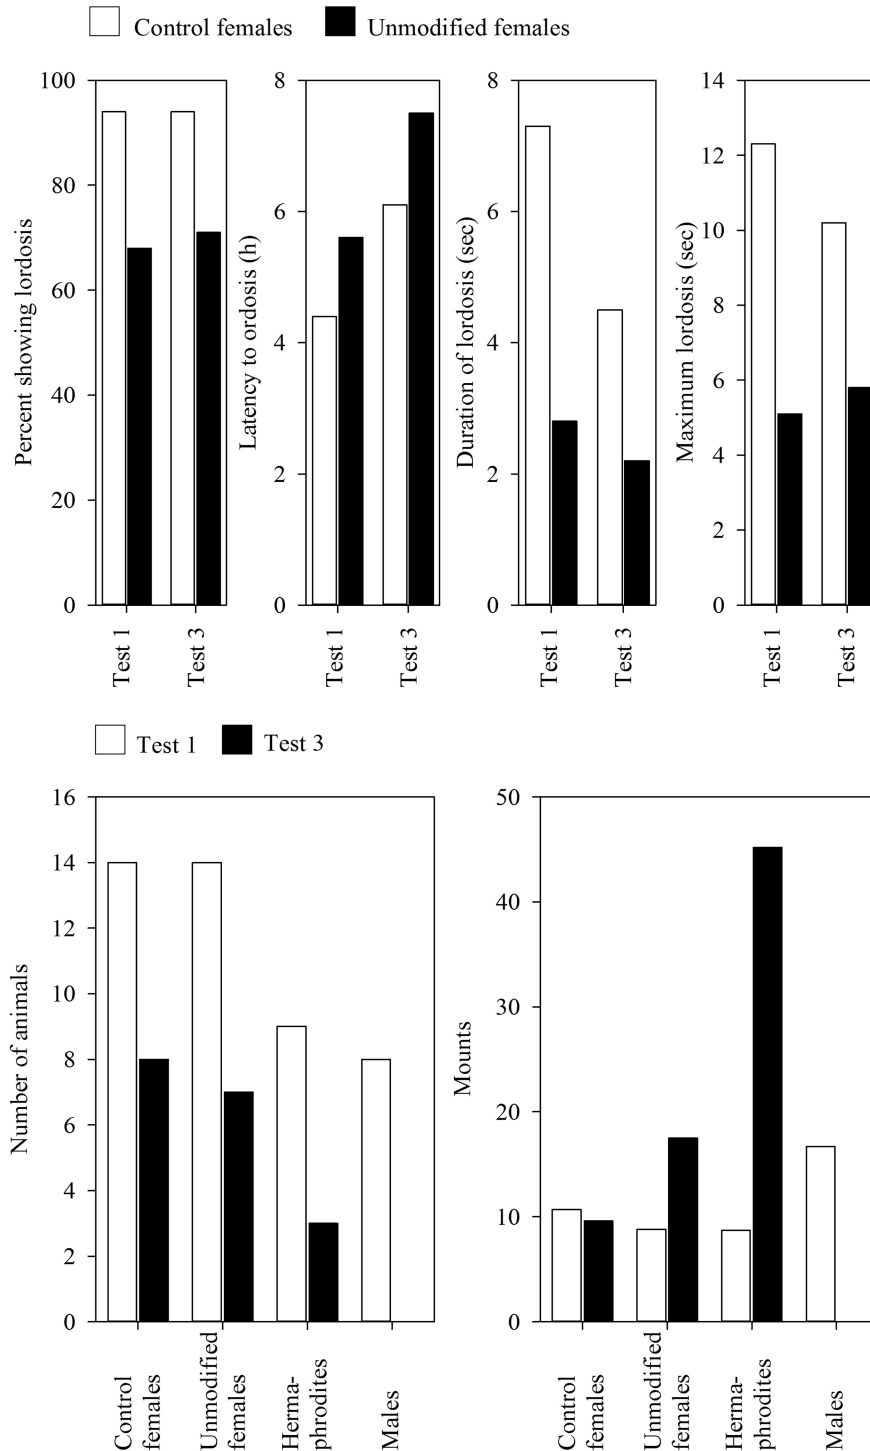 Control females
Unmodified females
Percent showing lordosis
100
80
60
40
20
0
Test 1
Test 3
Latency to ordosis (h)
8
6
4
2
0
Test 1
Test 3
Duration of lordosis (sec)
8
6
4
2
0
Test 1
Test 3
Maximum lordosis (sec)
14
12
10
8
6
4
2
0
Test 1
Test 3
Test 1
Test 3
Number of animals
16
14
12
10
8
6
4
2
0
Control
females
Unmodified
females
Herma-
phrodites
Males
Mounts
50
40
30
20
10
0
Control
females
Unmodified
females
Herma-
phrodites
Males